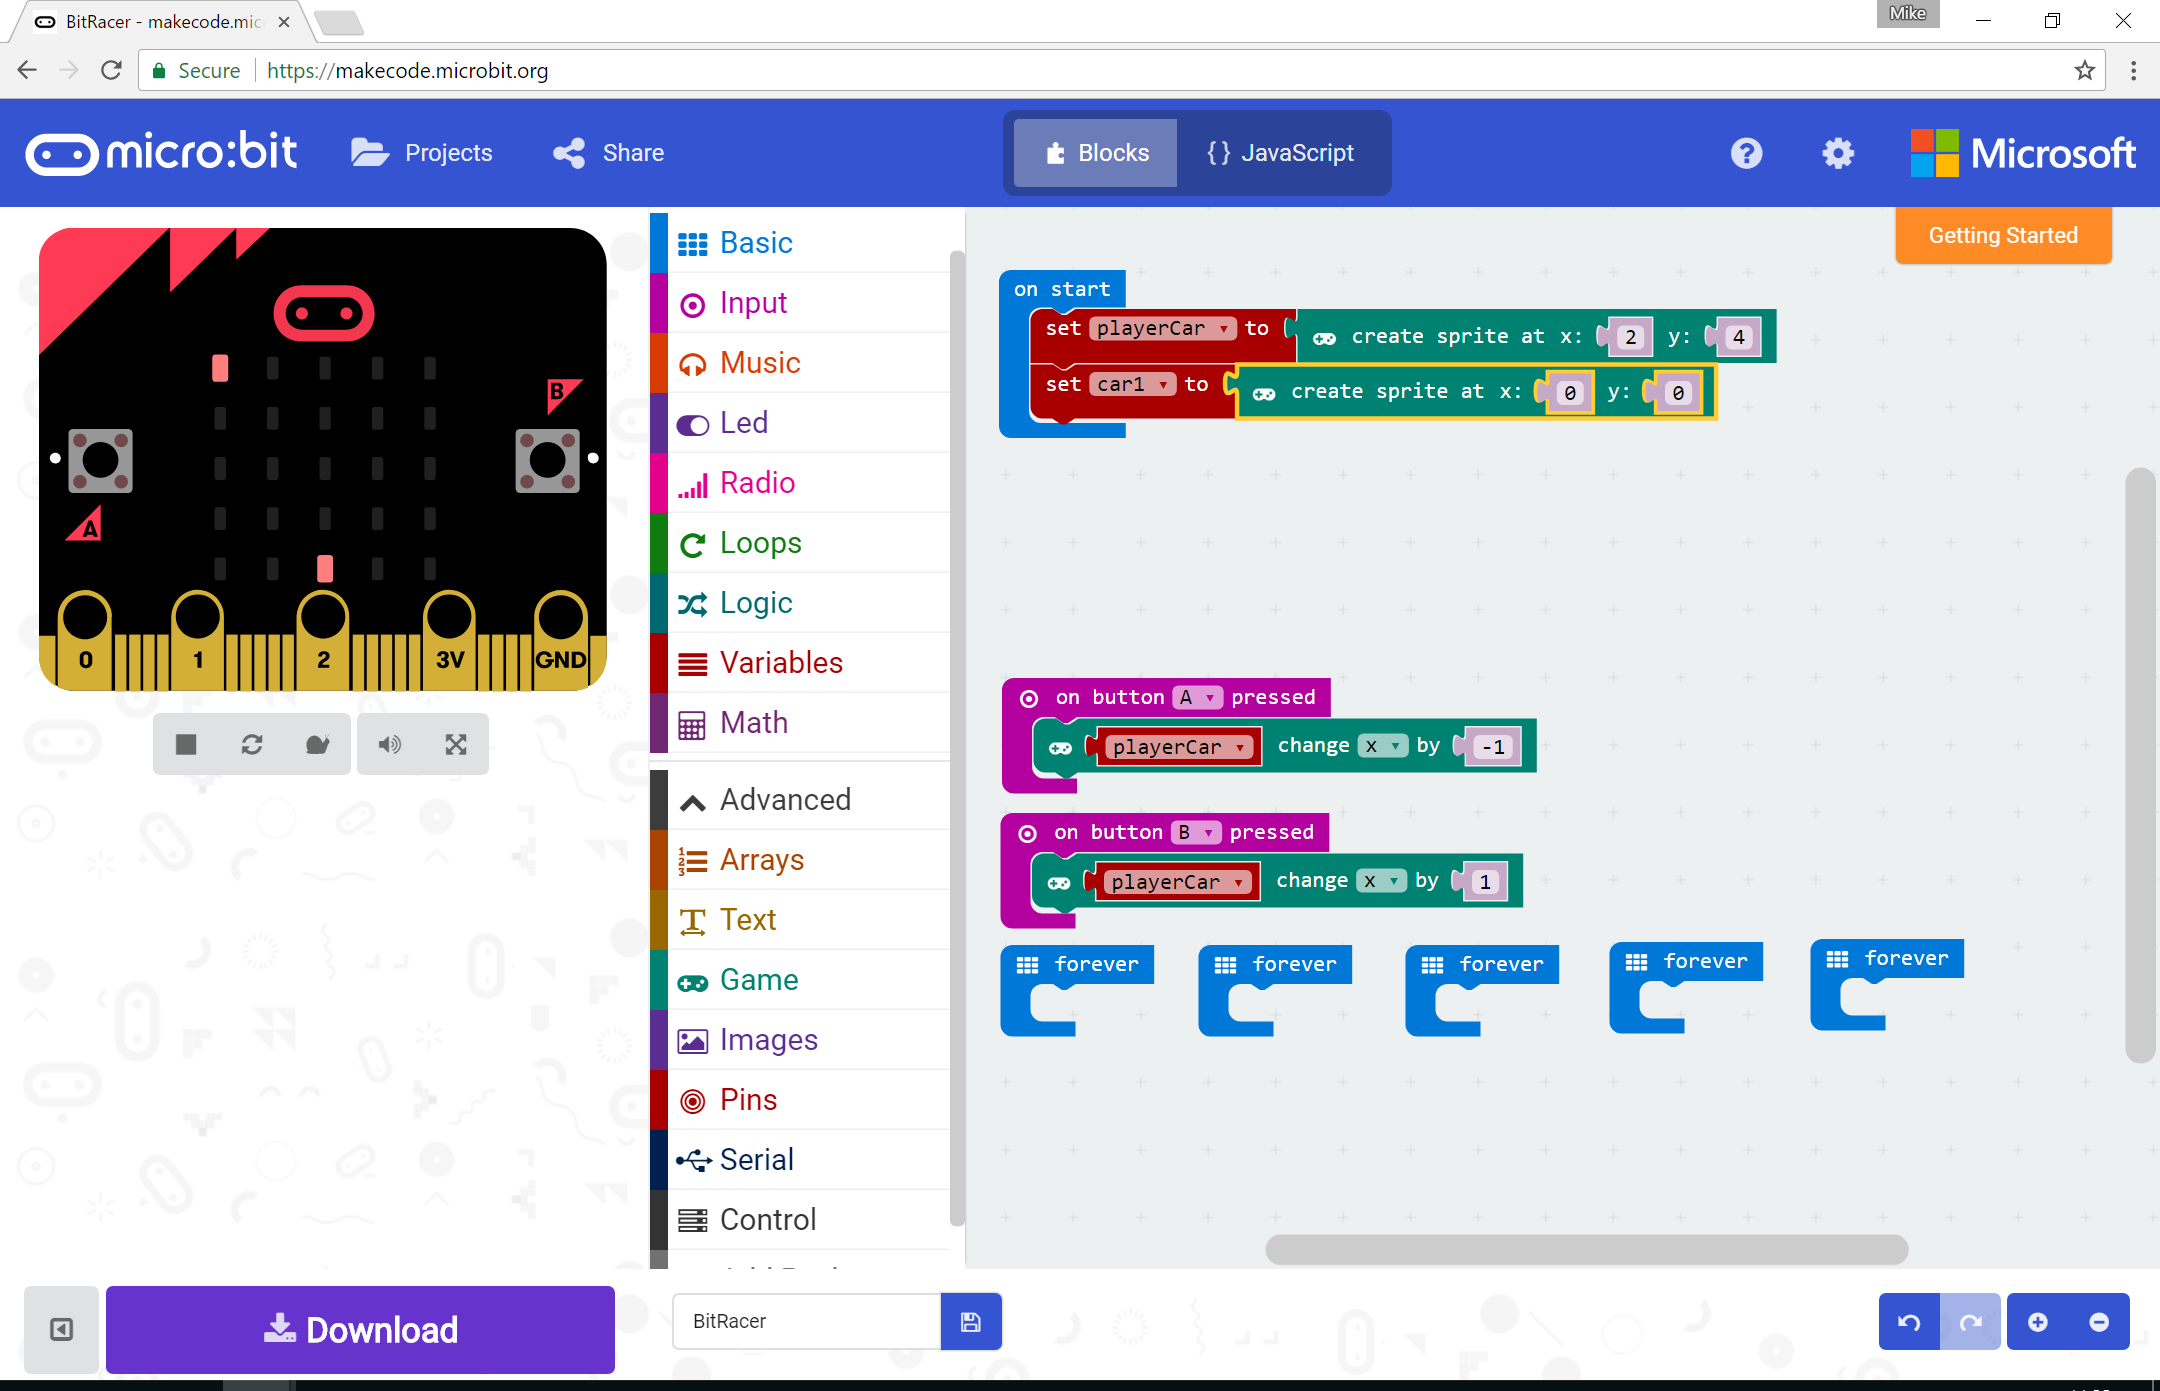 BitRacer - makecode.mic
Mike
Secure
https://makecode.microbit.org
micro:bit
Projects
Share
Blocks
{} JavaScript
?
Microsoft
Getting Started
B
A
0
1
2
3V
GND
Basic
Input
Music
Led
Radio
Loops
Logic
Variables
Math
Advanced
Arrays
Text
Game
Images
Pins
Serial
Control
on start
set playerCar to create sprite at x: 2 y: 4
set car1 to create sprite at x: 0 y: 0
on button A pressed
playerCar change x by -1
on button B pressed
playerCar change x by 1
forever forever forever forever forever
Download
BitRacer